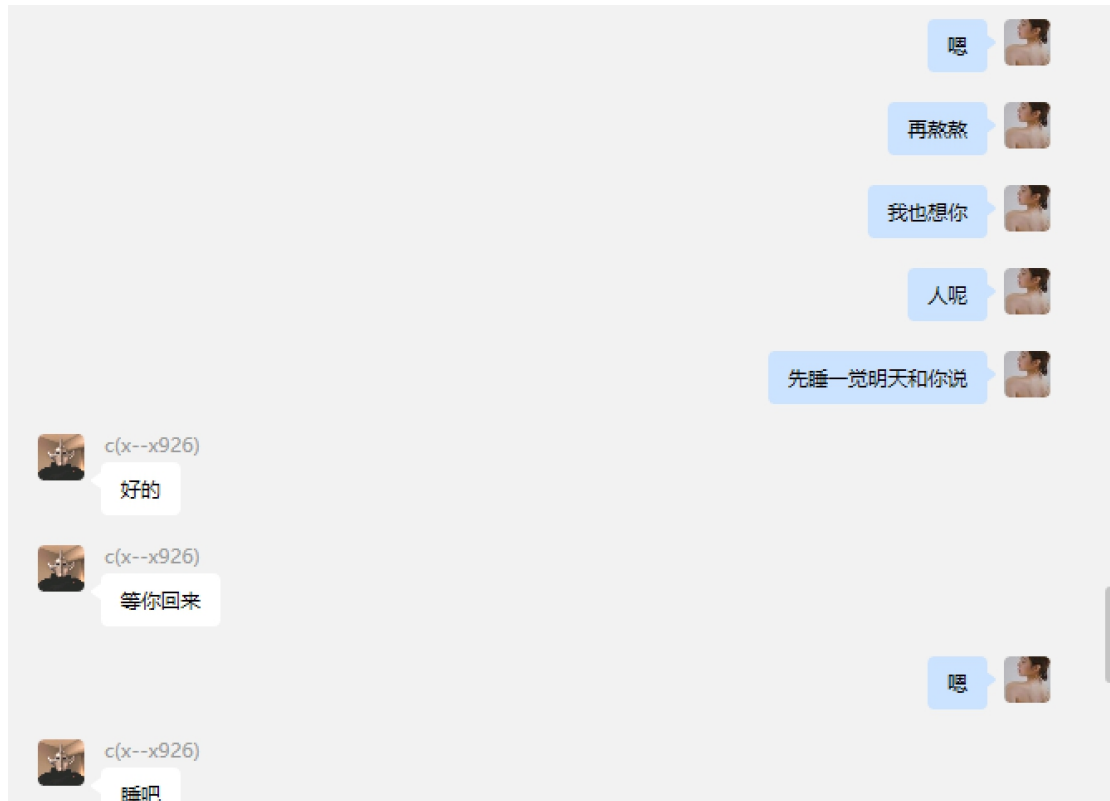 嗯
再熬熬
我也想你
人呢
先睡一觉明天和你说
c(x--x926)
好的
c(x--x926)
等你回来
嗯
c(x--x926)
睡吧